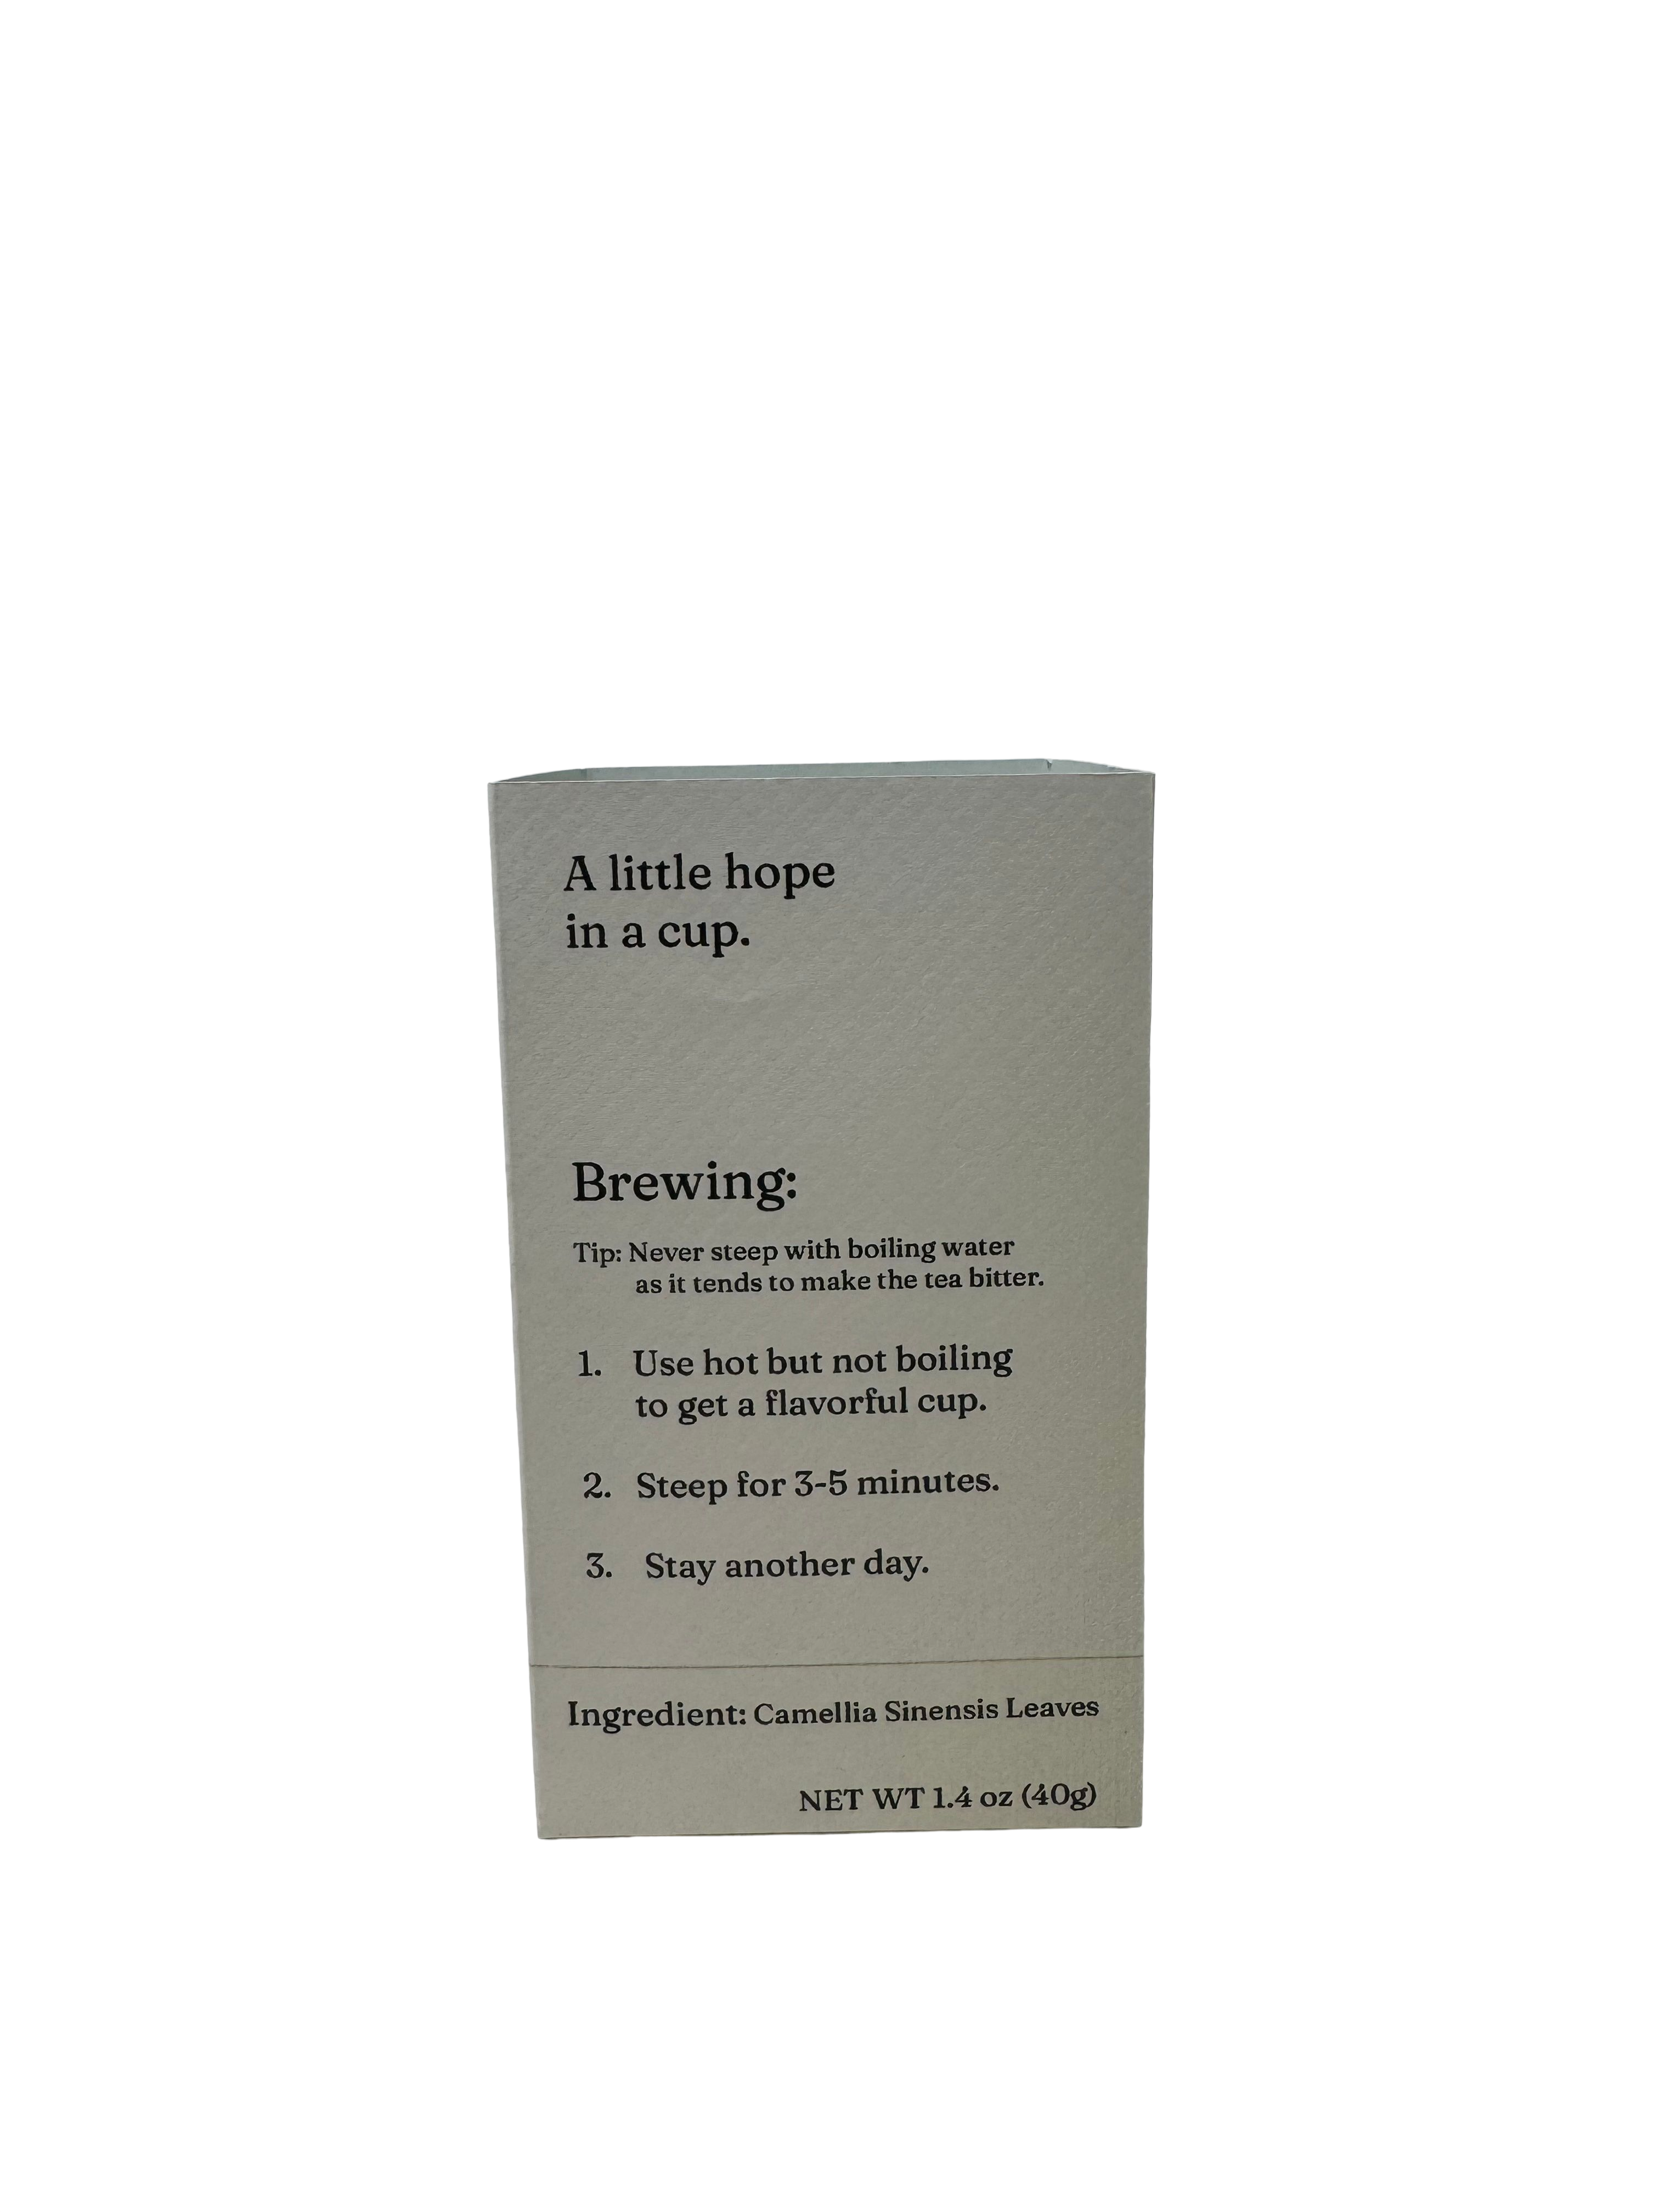 A little hope
in a cup.
Brewing:
Tip: Never steep with boiling water
as it tends to make the tea bitter.
1. Use hot but not boiling
to get a flavorful cup.
2. Steep for 3-5 minutes.
3. Stay another day.
Ingredient: Camellia Sinensis Leaves
NET WT 1.4 oz (40g)